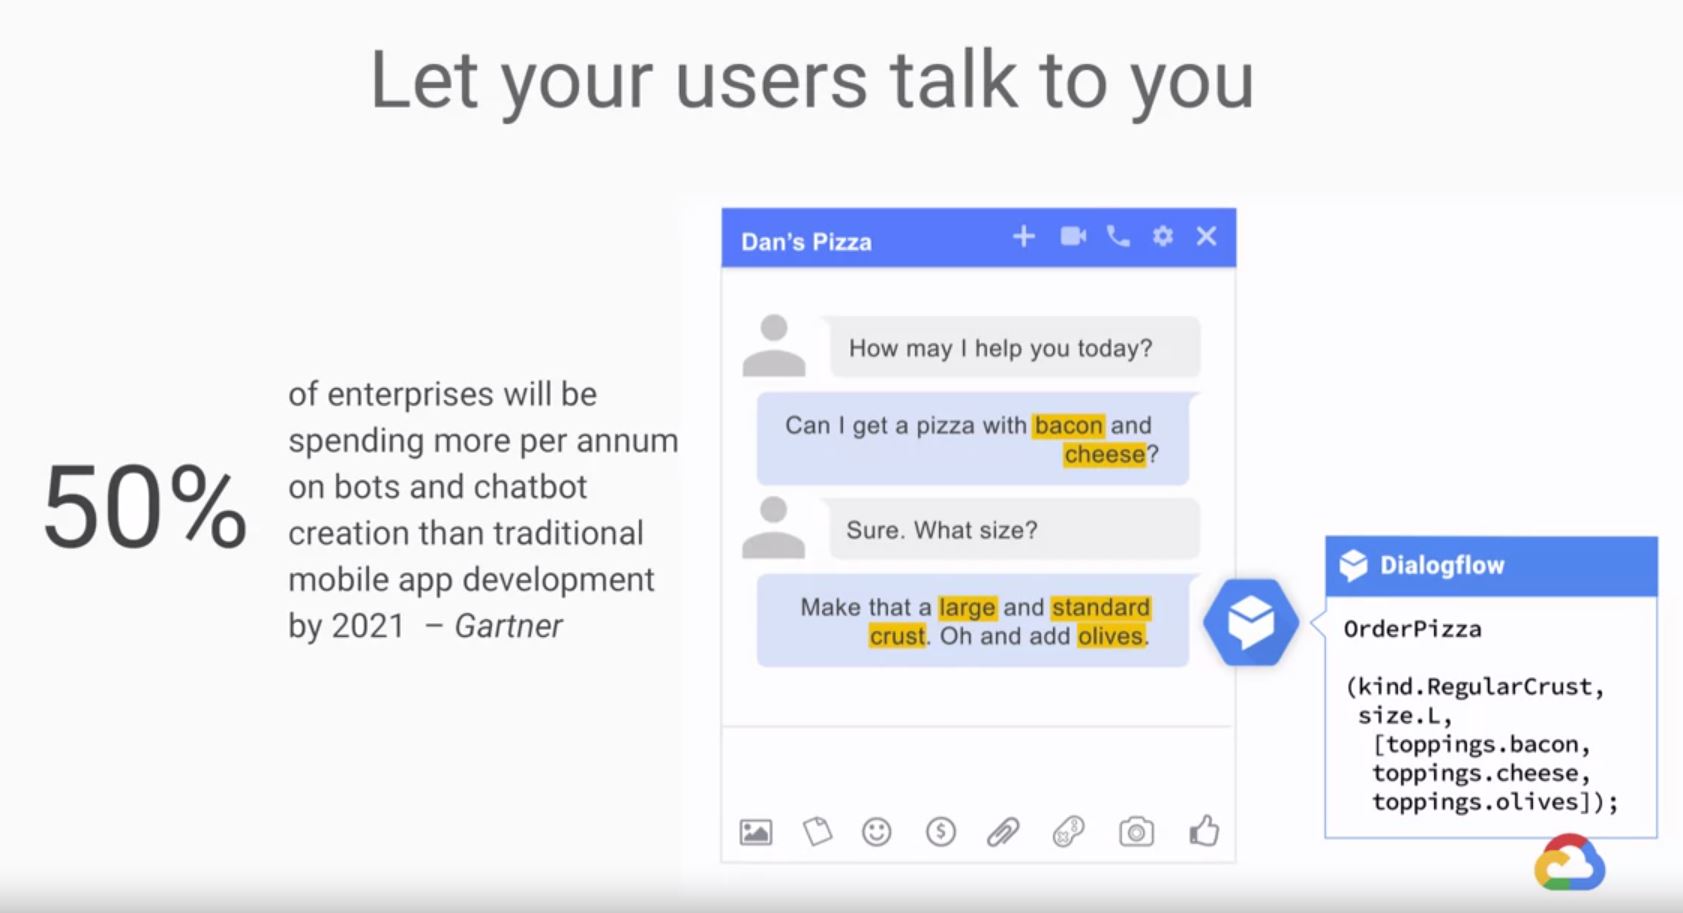 Let your users talk to you
50%
of enterprises will be
spending more per annum
on bots and chatbot
creation than traditional
mobile app development
by 2021 – Gartner
Dan’s Pizza
How may I help you today?
Can I get a pizza with bacon and
cheese?
Sure. What size?
Make that a large and standard
crust. Oh and add olives.
Dialogflow
OrderPizza
(kind.RegularCrust,
size.L,
[toppings.bacon,
toppings.cheese,
toppings.olives]);